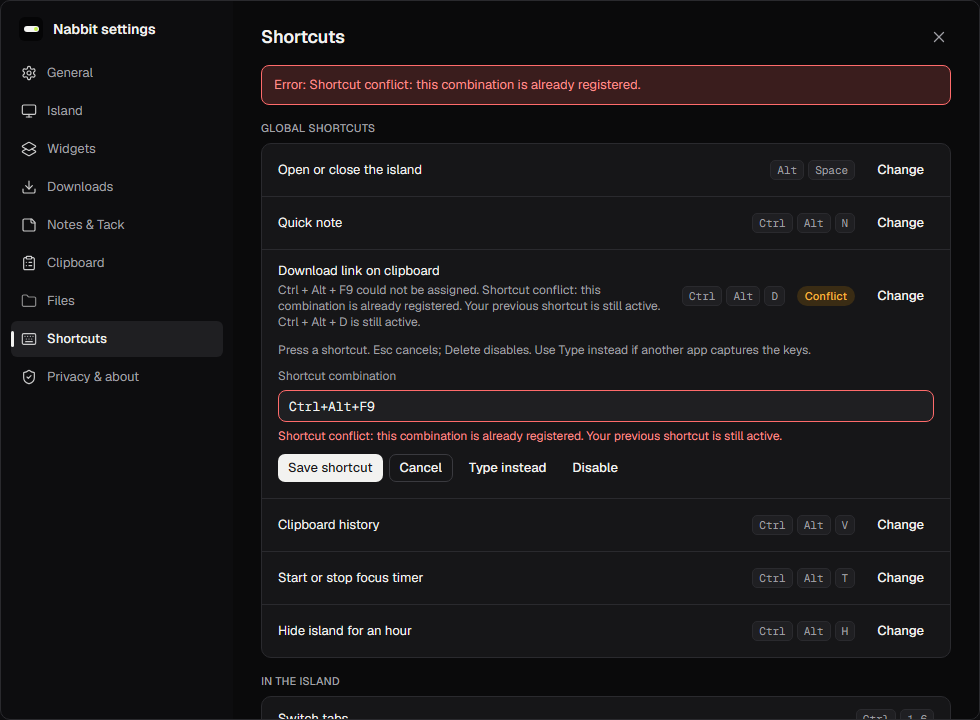 Nabbit settings
General
Island
Widgets
Downloads
Notes & Tack
Clipboard
Files
Shortcuts
Privacy & about
Shortcuts
Error: Shortcut conflict: this combination is already registered.
GLOBAL SHORTCUTS
Open or close the island Alt Space Change
Quick note Ctrl Alt N Change
Download link on clipboard
Ctrl + Alt + F9 could not be assigned. Shortcut conflict: this
combination is already registered. Your previous shortcut is still active.
Ctrl + Alt + D is still active.
Ctrl Alt D Conflict Change
Press a shortcut. Esc cancels; Delete disables. Use Type instead if another app captures the keys.
Shortcut combination
Ctrl+Alt+F9
Shortcut conflict: this combination is already registered. Your previous shortcut is still active.
Save shortcut Cancel Type instead Disable
Clipboard history Ctrl Alt V Change
Start or stop focus timer Ctrl Alt T Change
Hide island for an hour Ctrl Alt H Change
IN THE ISLAND
Switch tabs Ctrl 1-6